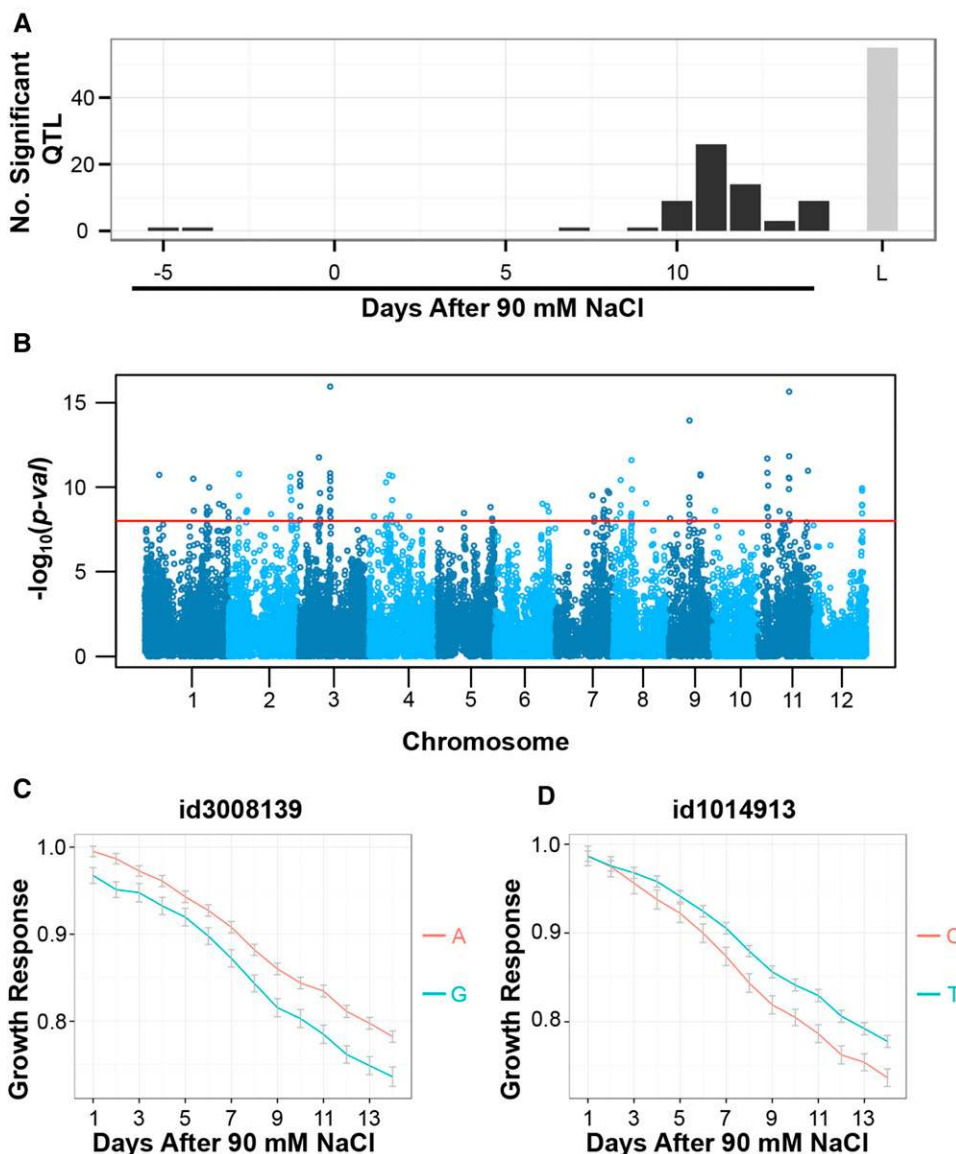 A
No. Significant
QTL
40
20
0
-5 0 5 10 L
Days After 90 mM NaCl
B
15
10
5
0
-log10(p-val)
1 2 3 4 5 6 7 8 9 10 11 12
Chromosome
C
id3008139
1.0
0.9
0.8
Growth Response
A
G
1 3 5 7 9 11 13
Days After 90 mM NaCl
D
id1014913
1.0
0.9
0.8
Growth Response
T
1 3 5 7 9 11 13
Days After 90 mM NaCl